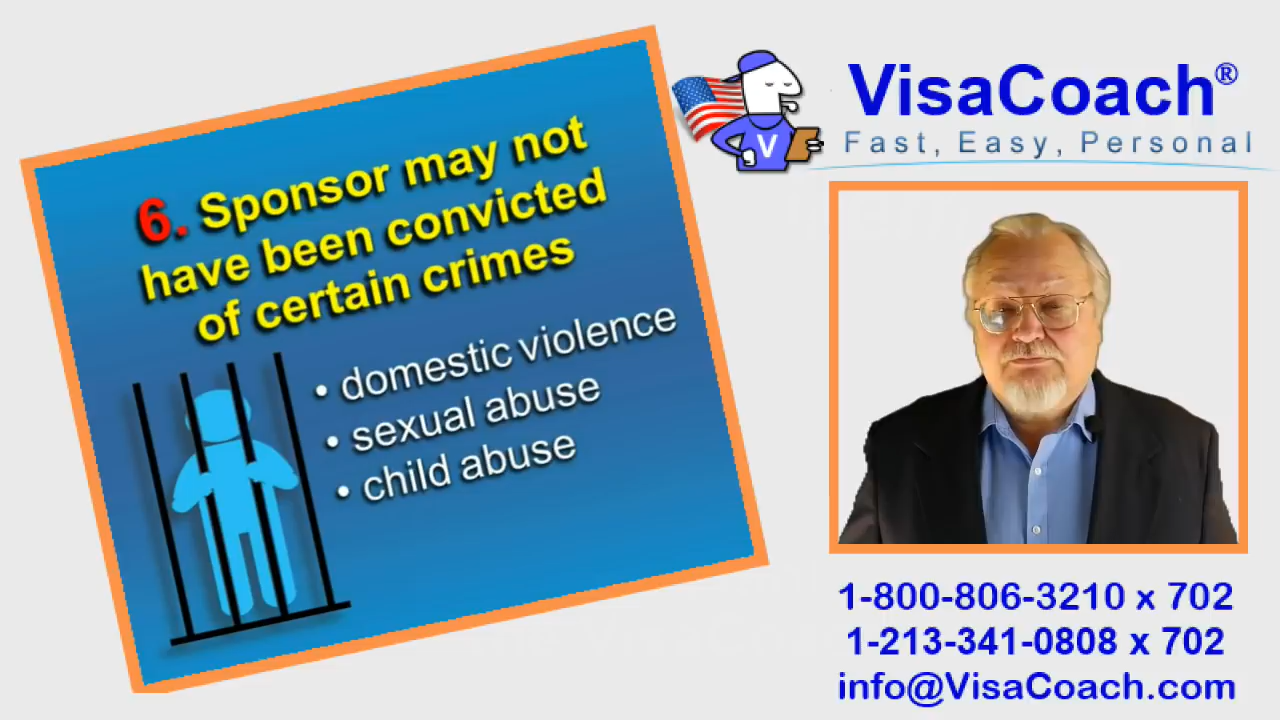 6. Sponsor may not
have been convicted
of certain crimes
• domestic violence
• sexual abuse
• child abuse
VisaCoach®
Fast, Easy, Personal
V
1-800-806-3210 x 702
1-213-341-0808 x 702
info@VisaCoach.com